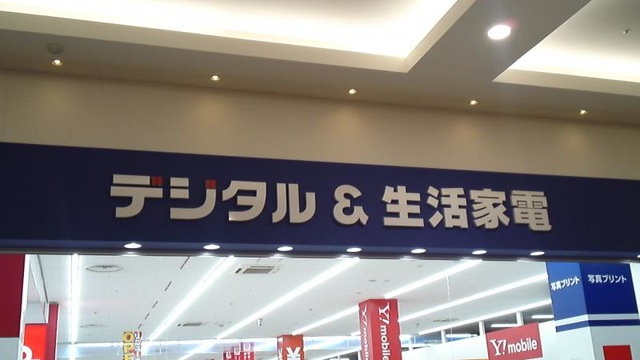 デジタル & 生活家電
写真プリント
写真プリント
Y!mobile
Y! mobile
¥